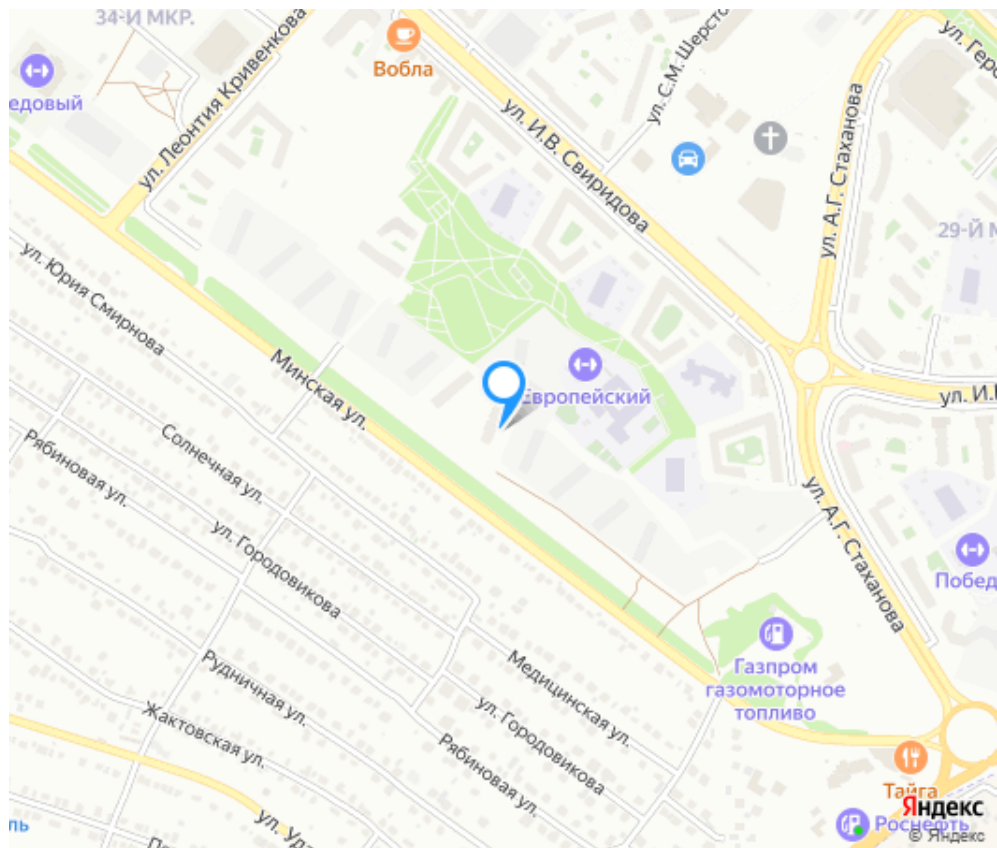 34-Й МКР.
Вобла
едовый
ул. Леонтия Кривенкова
ул. И.В. Свиридова
ул. С.М. Шерсто
ул. Геро
ул. А.Г. Стаханова
29-Й М
ул. Юрия Смирнова
Минская ул.
Европейский
ул. И.
Солнечная ул.
Рябиновая ул.
ул. Городовикова
ул. А.Г. Стаханова
Побед
Рудничная ул.
Медицинская ул.
Газпром
газомоторное
топливо
Жактовская ул.
ул. Городовикова
Рябиновая ул.
Тайга
ль
ул. Уда
Роснефть
Яндекс
© Яндекс